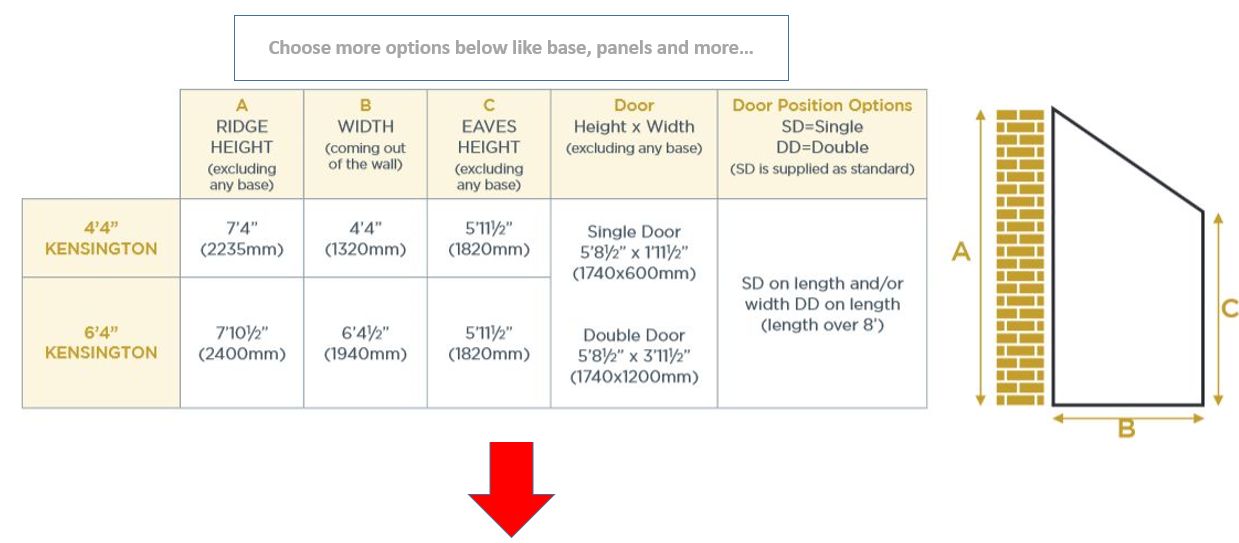 Choose more options below like base, panels and more...
A
RIDGE
HEIGHT
(excluding
any base)
B
WIDTH
(coming out
of the wall)
C
EAVES
HEIGHT
(excluding
any base)
Door
Height x Width
(excluding any base)
Door Position Options
SD=Single
DD=Double
(SD is supplied as standard)
4'4”
KENSINGTON
7'4”
(2235mm)
4'4”
(1320mm)
5'11½”
(1820mm)
Single Door
5'8½” x 1'11½”
(1740x600mm)
SD on length and/or
width DD on length
(length over 8')
6'4”
KENSINGTON
7'10½”
(2400mm)
6'4½”
(1940mm)
5'11½”
(1820mm)
Double Door
5'8½” x 3'11½”
(1740x1200mm)
A
C
B